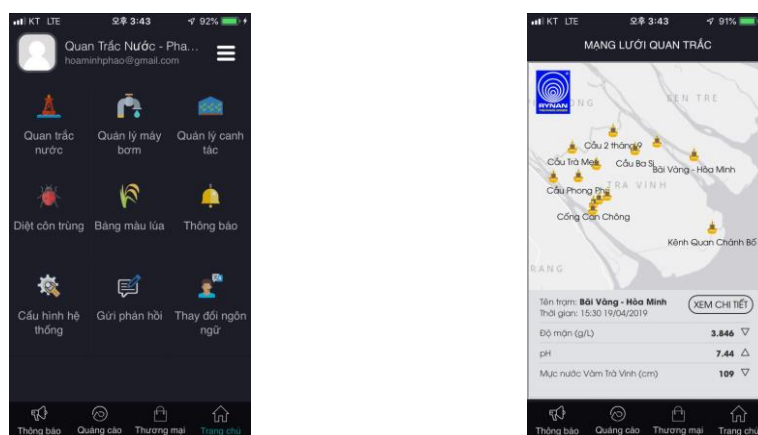 KT LTE 오후 3:43 92%
Quan Trắc Nước - Pha...
hoaminhphao@gmail.com
Quan trắc
nước
Quản lý máy
bơm
Quản lý canh
tác
Diệt côn trùng
Bảng màu lúa
Thông báo
Cấu hình hệ
thống
Gửi phản hồi
Thay đổi ngôn
ngữ
Thông báo Quảng cáo Thương mại Trang chủ
KT LTE 오후 3:43 91%
MẠNG LƯỚI QUAN TRẮC
RYNAN
BEN TRE
Cầu 2 tháng 9
Cầu Ba Si
Bãi Vàng - Hòa Minh
TRA VINH
Cầu Phong Phú
Cống Cần Chông
Kênh Quan Chánh Bố
RANG
Tên trạm: Bãi Vàng - Hòa Minh
Thời gian: 15:30 19/04/2019
XEM CHI TIẾT
Độ mặn (g/L) 3.846
pH 7.44
Mực nước Vàm Trà Vinh (cm) 109
Thông báo Quảng cáo Thương mại Trang chủ